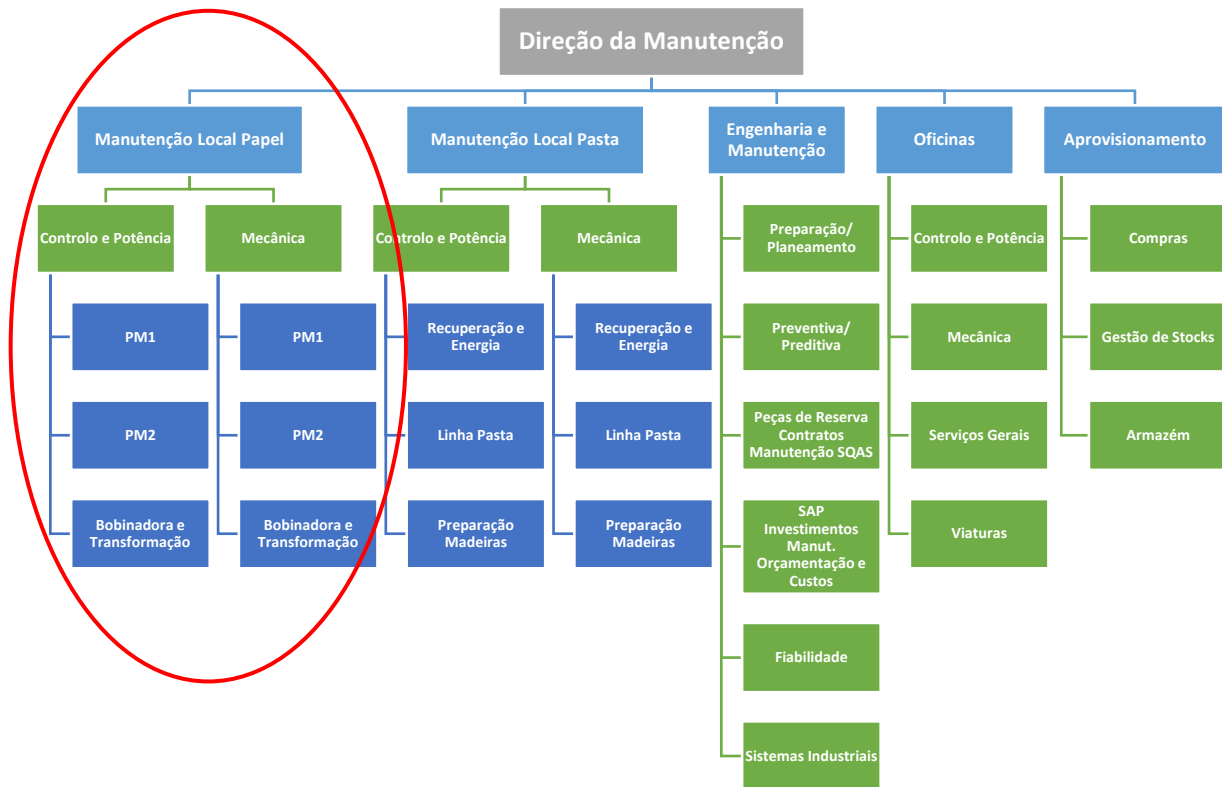 Direção da Manutenção
Manutenção Local Papel
Manutenção Local Pasta
Engenharia e
Manutenção
Oficinas
Aprovisionamento
Controlo e Potência
Mecânica
Controlo e Potência
Mecânica
Preparação/
Planeamento
Controlo e Potência
Compras
PM1
PM1
Recuperação e
Energia
Recuperação e
Energia
Preventiva/
Preditiva
Mecânica
Gestão de Stocks
PM2
PM2
Linha Pasta
Linha Pasta
Peças de Reserva
Contratos
Manutenção SQAS
Serviços Gerais
Armazém
Bobinadora e
Transformação
Bobinadora e
Transformação
Preparação
Madeiras
Preparação
Madeiras
SAP
Investimentos
Manut.
Orçamentação e
Custos
Viaturas
Fiabilidade
Sistemas Industriais